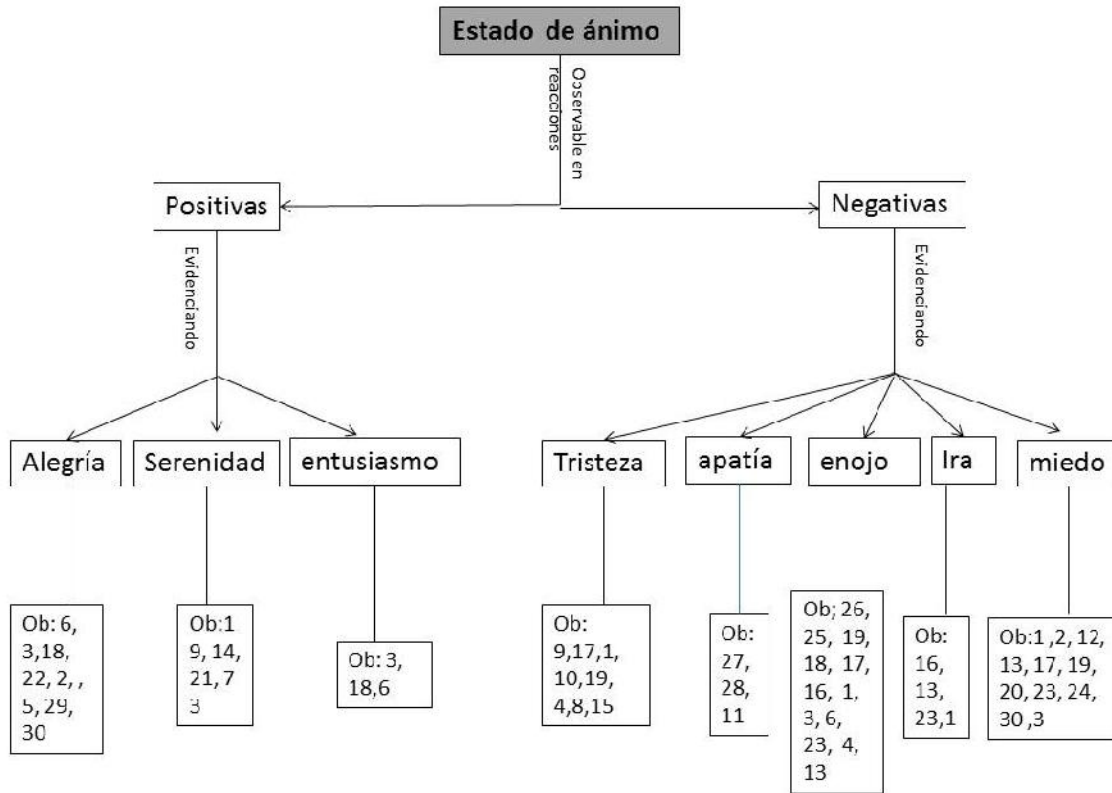 Estado de ánimo
Observable en
reacciones
Positivas
Negativas
Evidenciando
Evidenciando
Alegría
Serenidad
entusiasmo
Tristeza
apatía
enojo
Ira
miedo
Ob: 6,
3,18,
22, 2, ,
5, 29,
30
Ob:1
9, 14,
21, 7
3
Ob: 3,
18,6
Ob:
9,17,1,
10,19,
4,8,15
Ob:
27,
28,
11
Ob; 26,
25, 19,
18, 17,
16, 1,
3, 6,
23, 4,
13
Ob:
16,
13,
23,1
Ob:1 ,2, 12,
13, 17, 19,
20, 23, 24,
30 ,3